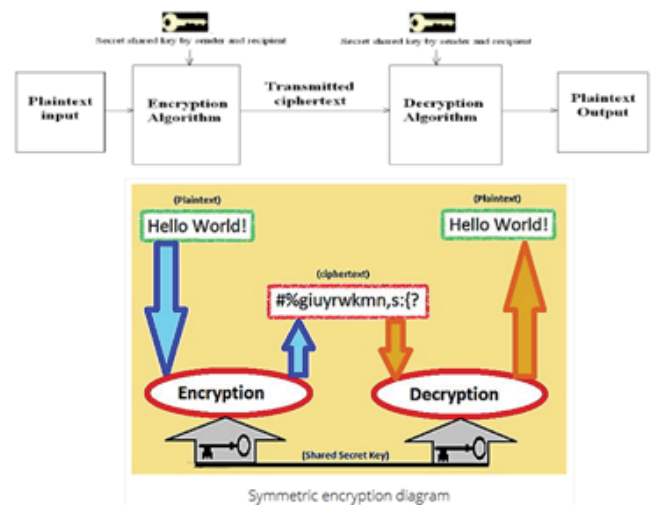 Secret shared key by sender and recipient
Secret shared key by sender and recipient
Plaintext
input
Encryption
Algorithm
Transmitted
ciphertext
Decryption
Algorithm
Plaintext
Output
(Plaintext)
Hello World!
(Plaintext)
Hello World!
(ciphertext)
#%giuyrwkmn,s:{?
Encryption
Decryption
(Shared Secret Key)
Symmetric encryption diagram